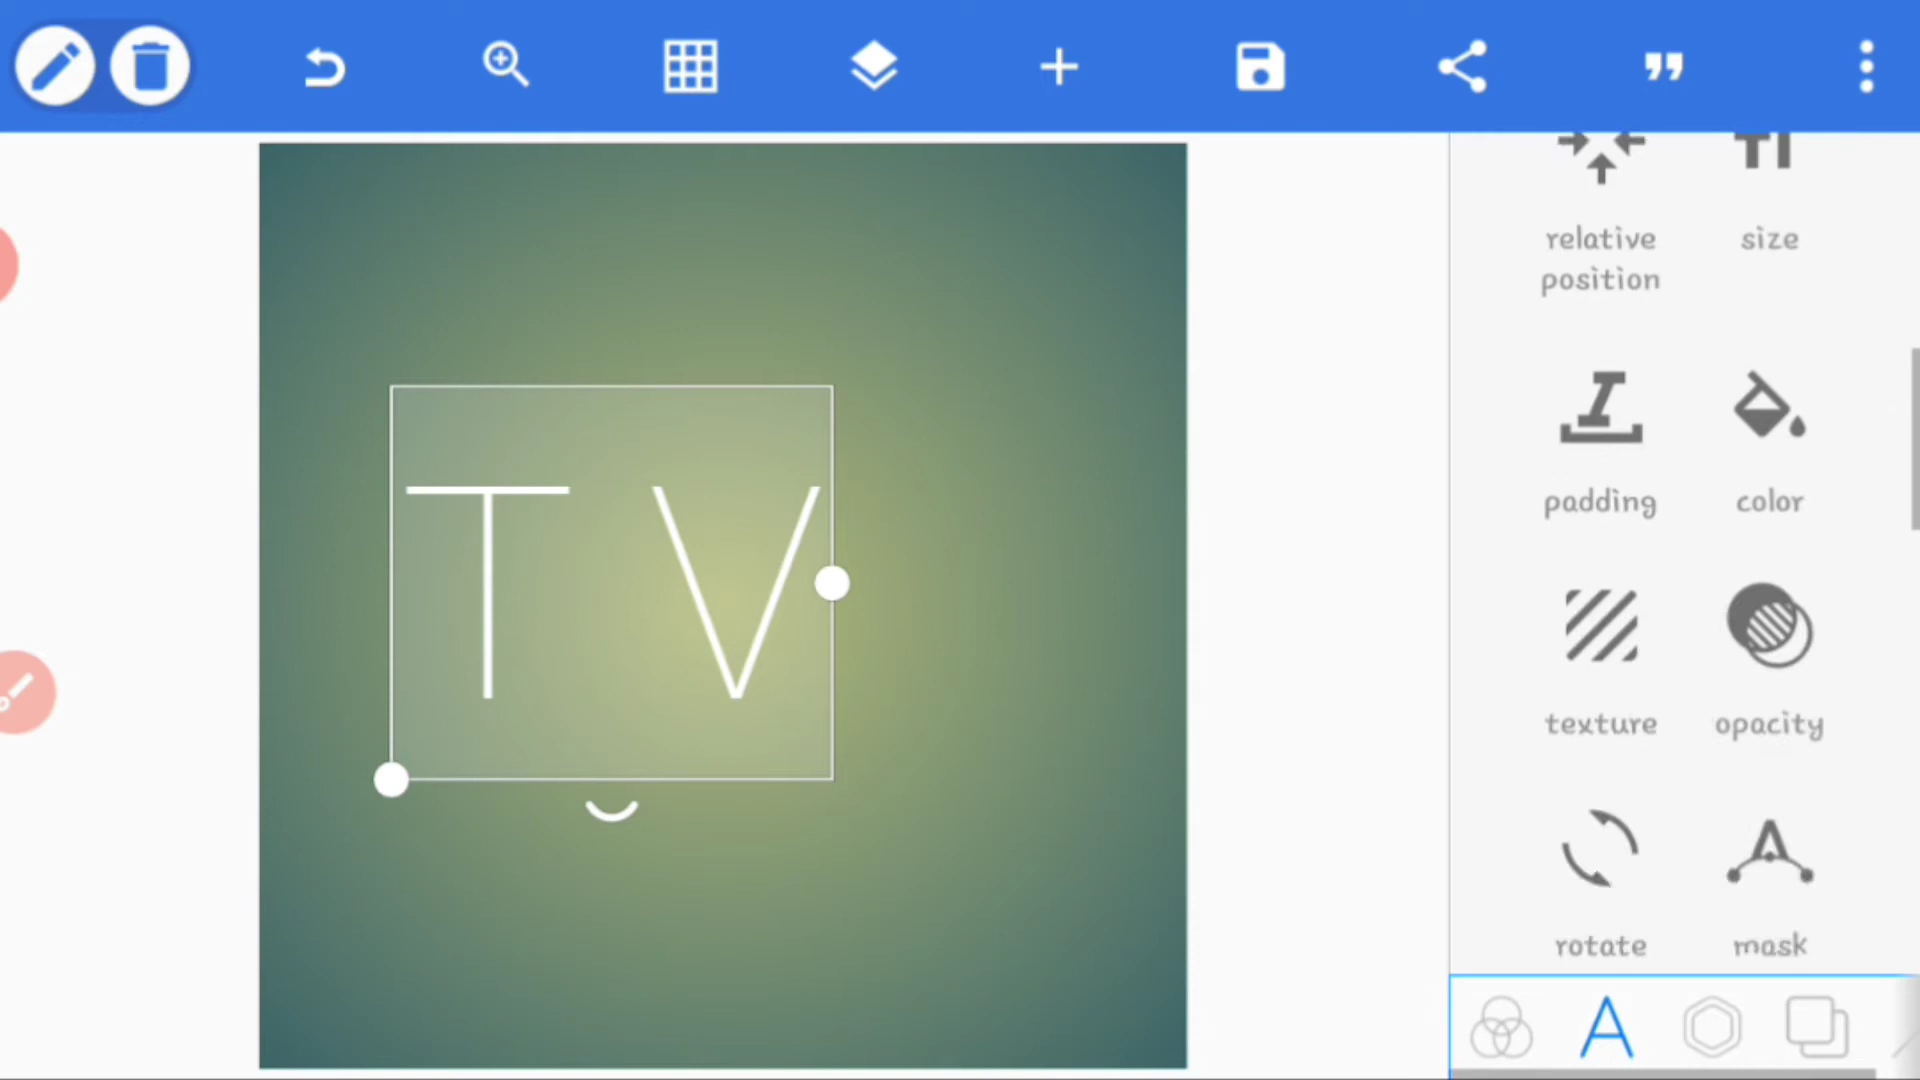 relative position
size
T V
padding
color
texture
opacity
rotate
mask